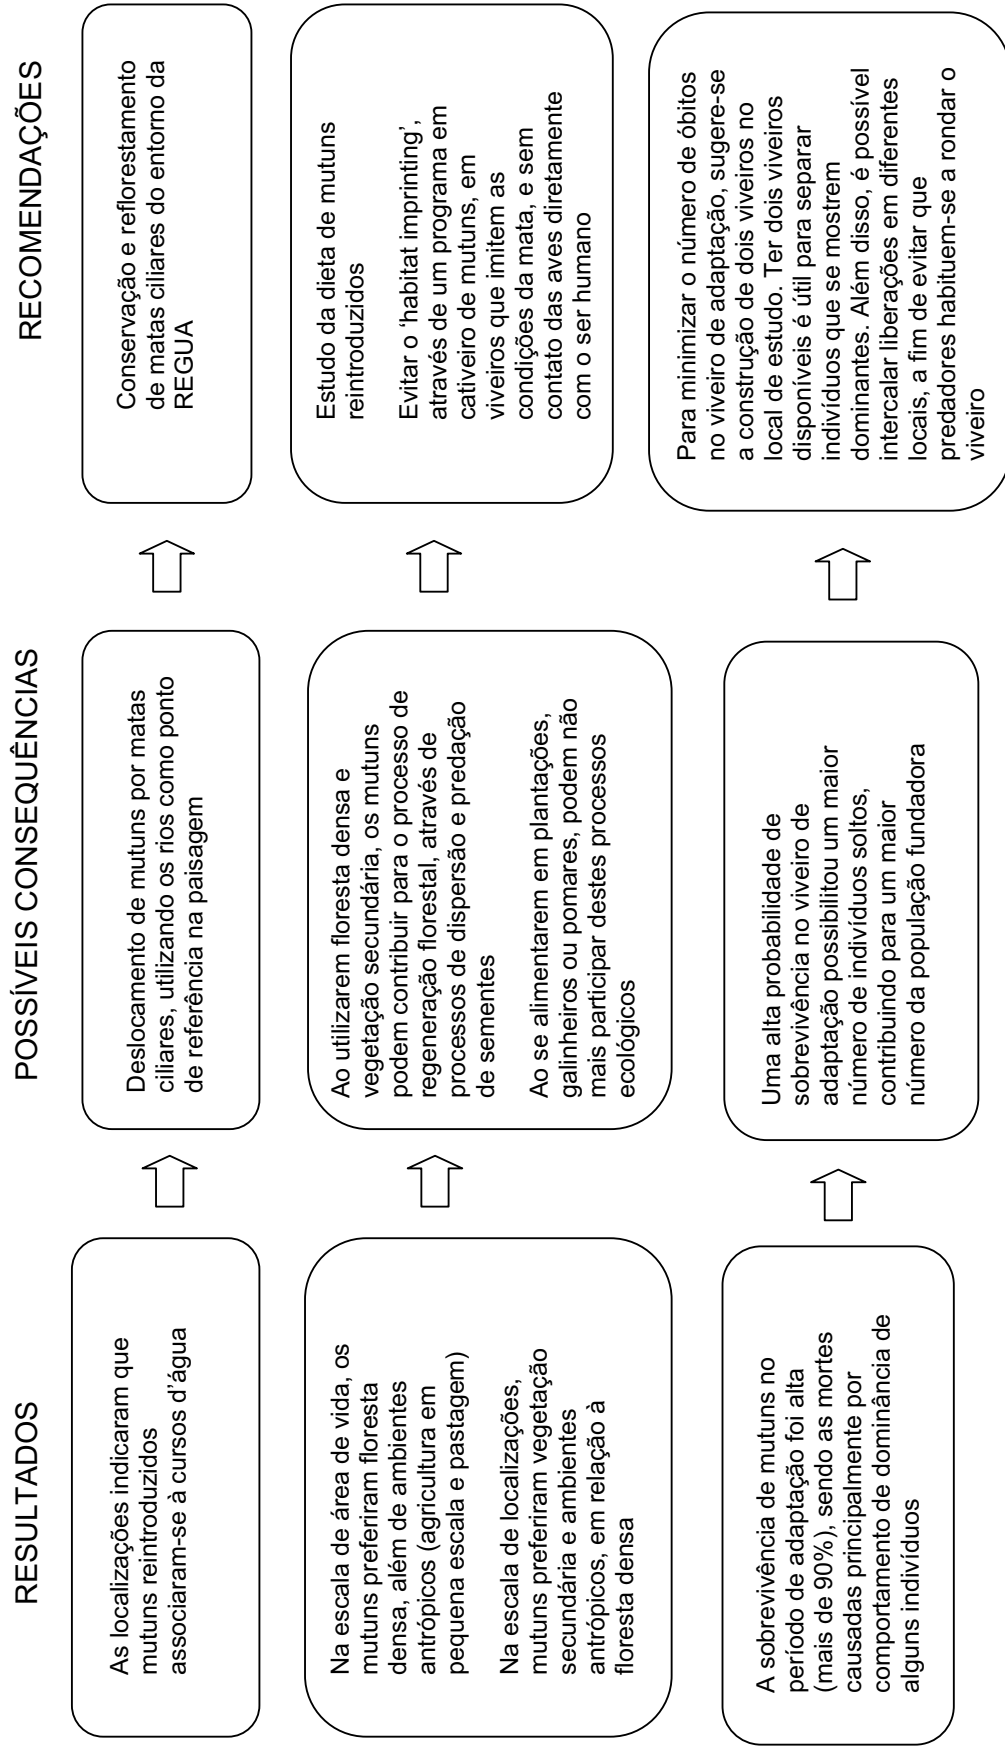 RESULTADOS
POSSÍVEIS CONSEQUÊNCIAS
RECOMENDAÇÕES
As localizações indicaram que
mutuns reintroduzidos
associaram-se à cursos d'água
Deslocamento de mutuns por matas
ciliares, utilizando os rios como ponto
de referência na paisagem
Conservação e reflorestamento
de matas ciliares do entorno da
REGUA
Na escala de área de vida, os
mutuns preferiram floresta
densa, além de ambientes
antrópicos (agricultura em
pequena escala e pastagem)
Na escala de localizações,
mutuns preferiram vegetação
secundária e ambientes
antrópicos, em relação à
floresta densa
Ao utilizarem floresta densa e
vegetação secundária, os mutuns
podem contribuir para o processo de
regeneração florestal, através de
processos de dispersão e predação
de sementes
Ao se alimentarem em plantações,
galinheiros ou pomares, podem não
mais participar destes processos
ecológicos
Estudo da dieta de mutuns
reintroduzidos
Evitar o 'habitat imprinting',
através de um programa em
cativeiro de mutuns, em
viveiros que imitem as
condições da mata, e sem
contato das aves diretamente
com o ser humano
A sobrevivência de mutuns no
período de adaptação foi alta
(mais de 90%), sendo as mortes
causadas principalmente por
comportamento de dominância de
alguns indivíduos
Uma alta probabilidade de
sobrevivência no viveiro de
adaptação possibilitou um maior
número de indivíduos soltos,
contribuindo para um maior
número da população fundadora
Para minimizar o número de óbitos
no viveiro de adaptação, sugere-se
a construção de dois viveiros no
local de estudo. Ter dois viveiros
disponíveis é útil para separar
indivíduos que se mostrem
dominantes. Além disso, é possível
intercalar liberações em diferentes
locais, a fim de evitar que
predadores habituem-se a rondar o
viveiro